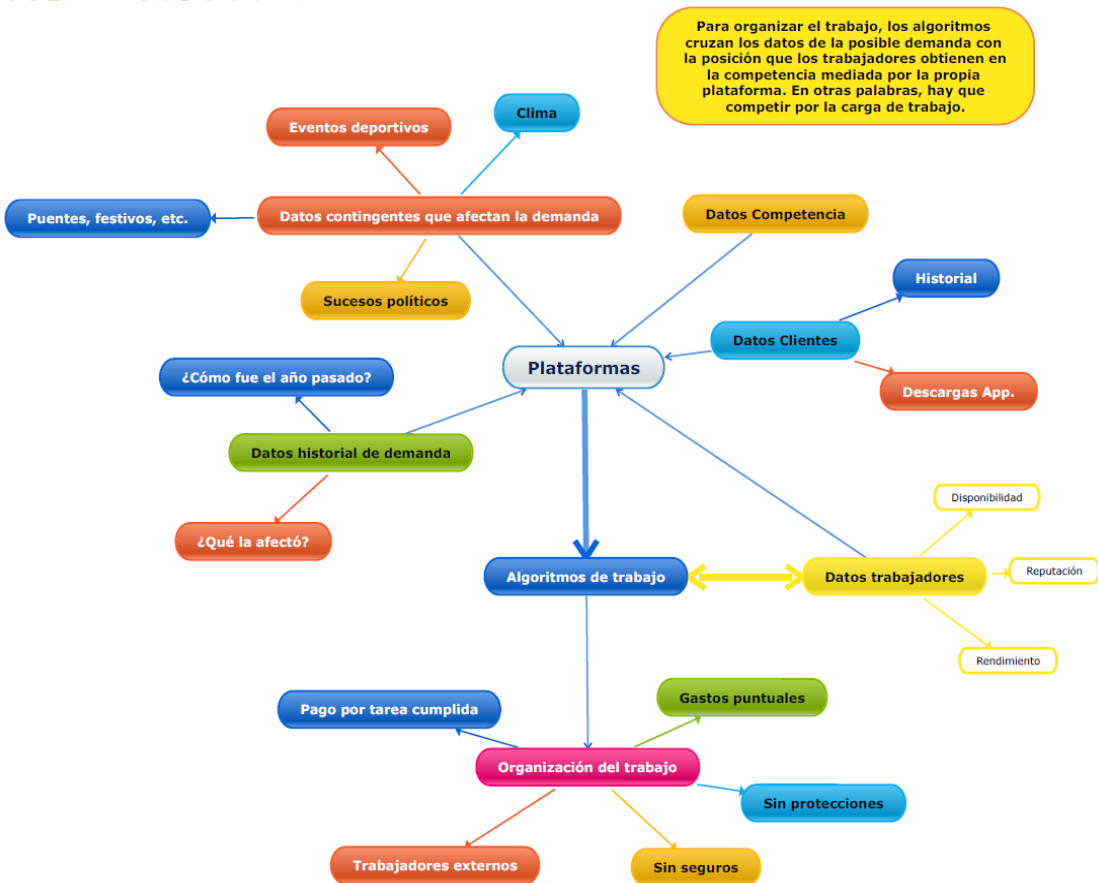 Para organizar el trabajo, los algoritmos
cruzan los datos de la posible demanda con
la posición que los trabajadores obtienen en
la competencia mediada por la propia
plataforma. En otras palabras, hay que
competir por la carga de trabajo.
Clima
Eventos deportivos
Puentes, festivos, etc.
Datos contingentes que afectan la demanda
Datos Competencia
Sucesos políticos
Historial
Datos Clientes
Plataformas
¿Cómo fue el año pasado?
Descargas App.
Datos historial de demanda
Disponibilidad
¿Qué la afectó?
Algoritmos de trabajo
Datos trabajadores
Reputación
Rendimiento
Gastos puntuales
Pago por tarea cumplida
Organización del trabajo
Sin protecciones
Trabajadores externos
Sin seguros